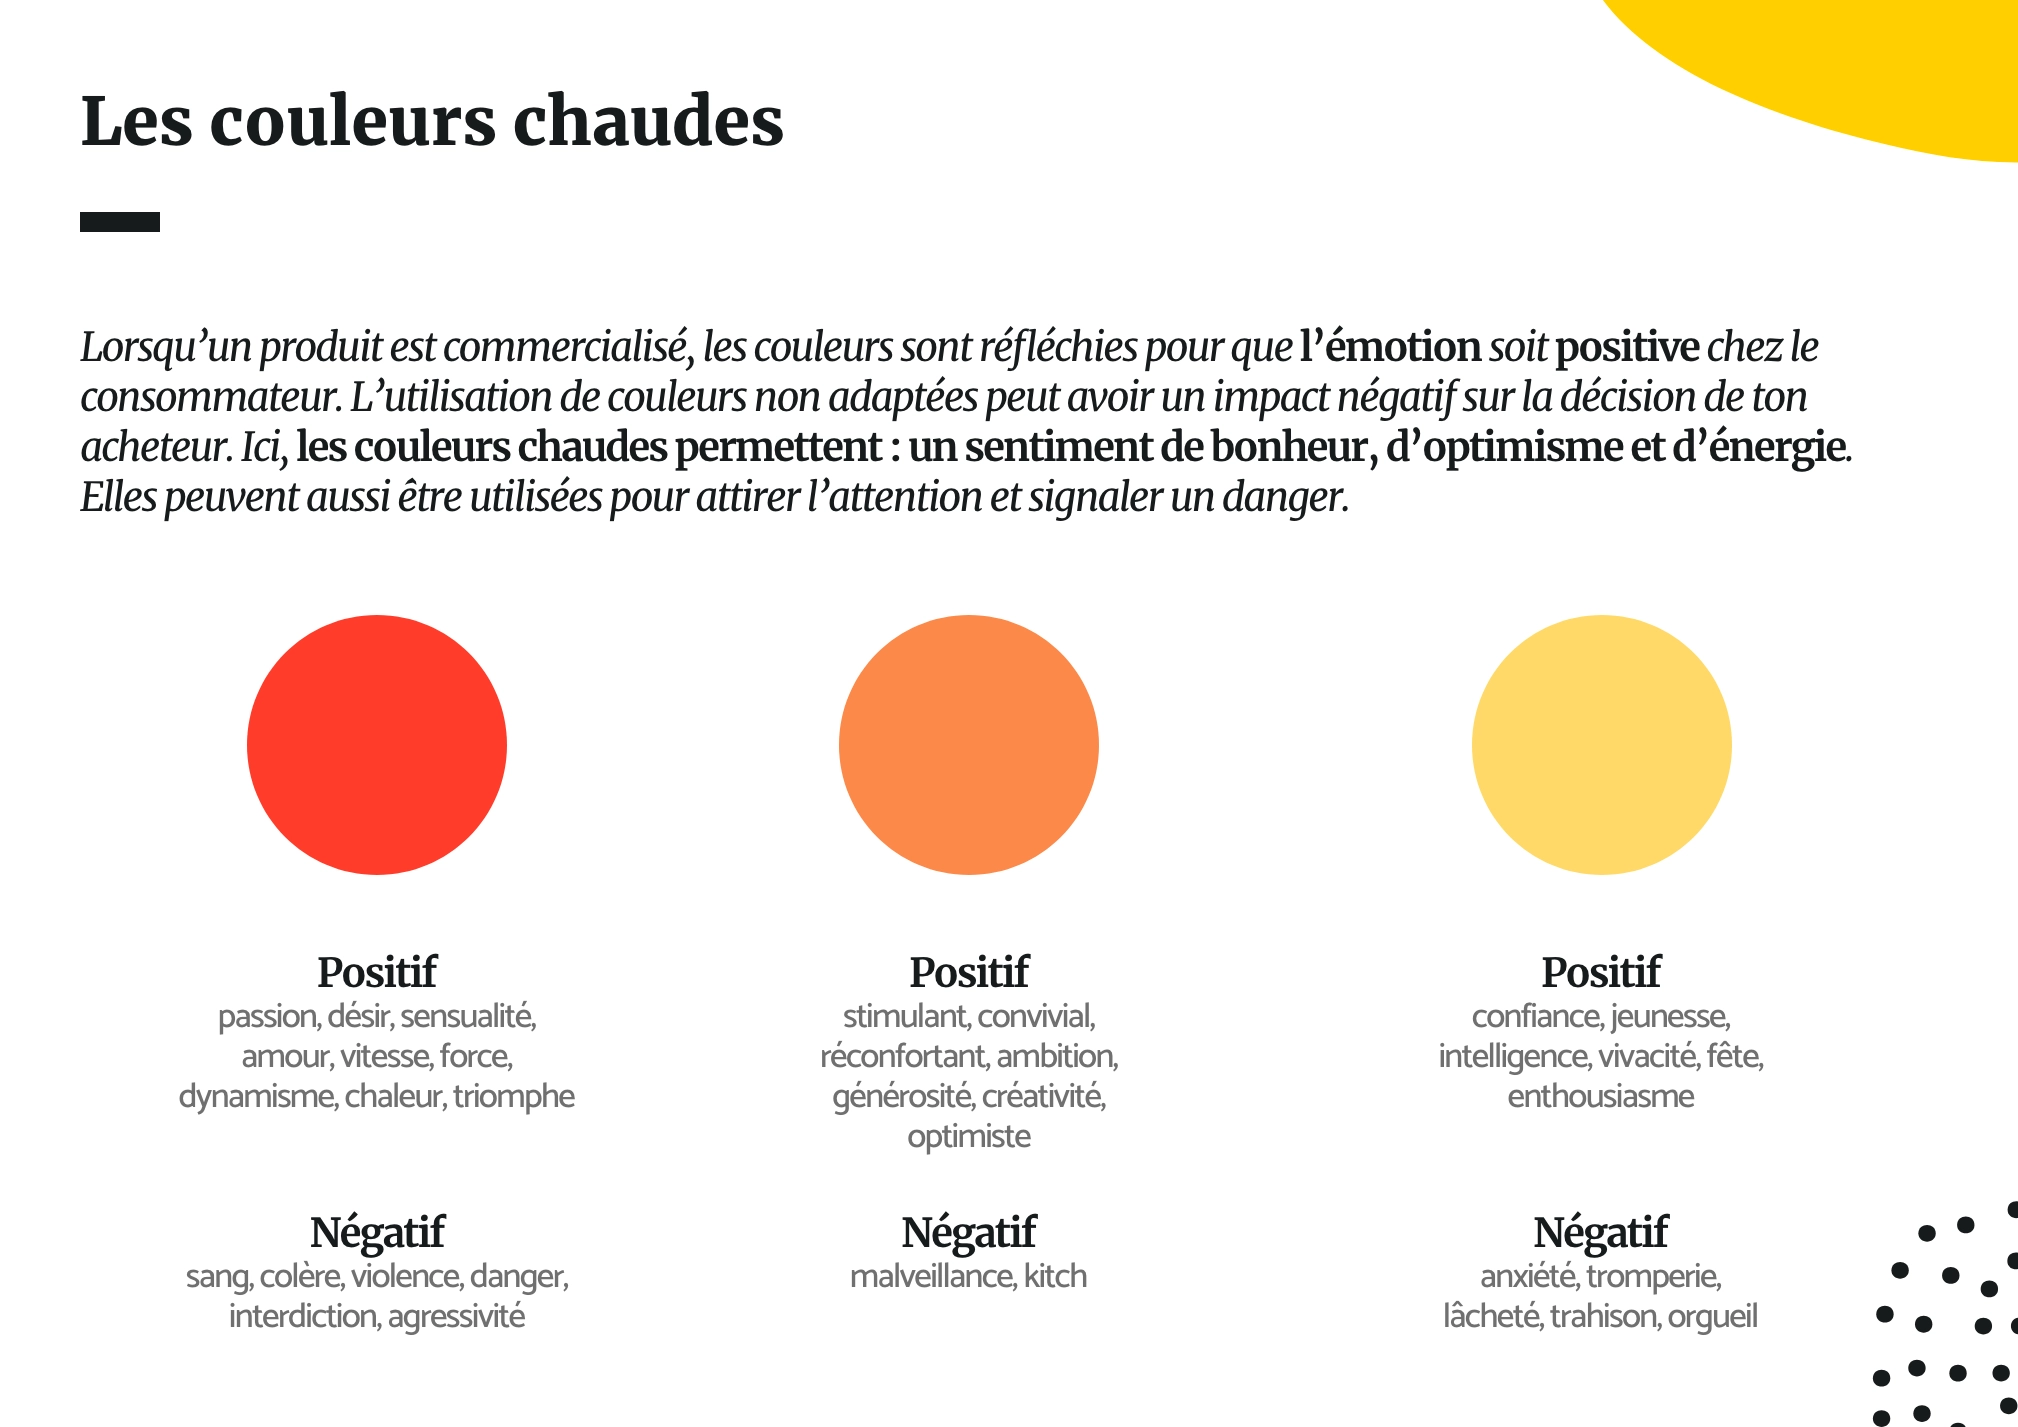 Les couleurs chaudes
Lorsqu’un produit est commercialisé, les couleurs sont réfléchies pour que l’émotion soit positive chez le
consommateur. L’utilisation de couleurs non adaptées peut avoir un impact négatif sur la décision de ton
acheteur. Ici, les couleurs chaudes permettent : un sentiment de bonheur, d’optimisme et d’énergie.
Elles peuvent aussi être utilisées pour attirer l’attention et signaler un danger.
Positif
passion, désir, sensualité,
amour, vitesse, force,
dynamisme, chaleur, triomphe
Négatif
sang, colère, violence, danger,
interdiction, agressivité
Positif
stimulant, convivial,
réconfortant, ambition,
générosité, créativité,
optimiste
Négatif
malveillance, kitch
Positif
confiance, jeunesse,
intelligence, vivacité, fête,
enthousiasme
Négatif
anxiété, tromperie,
lâcheté, trahison, orgueil